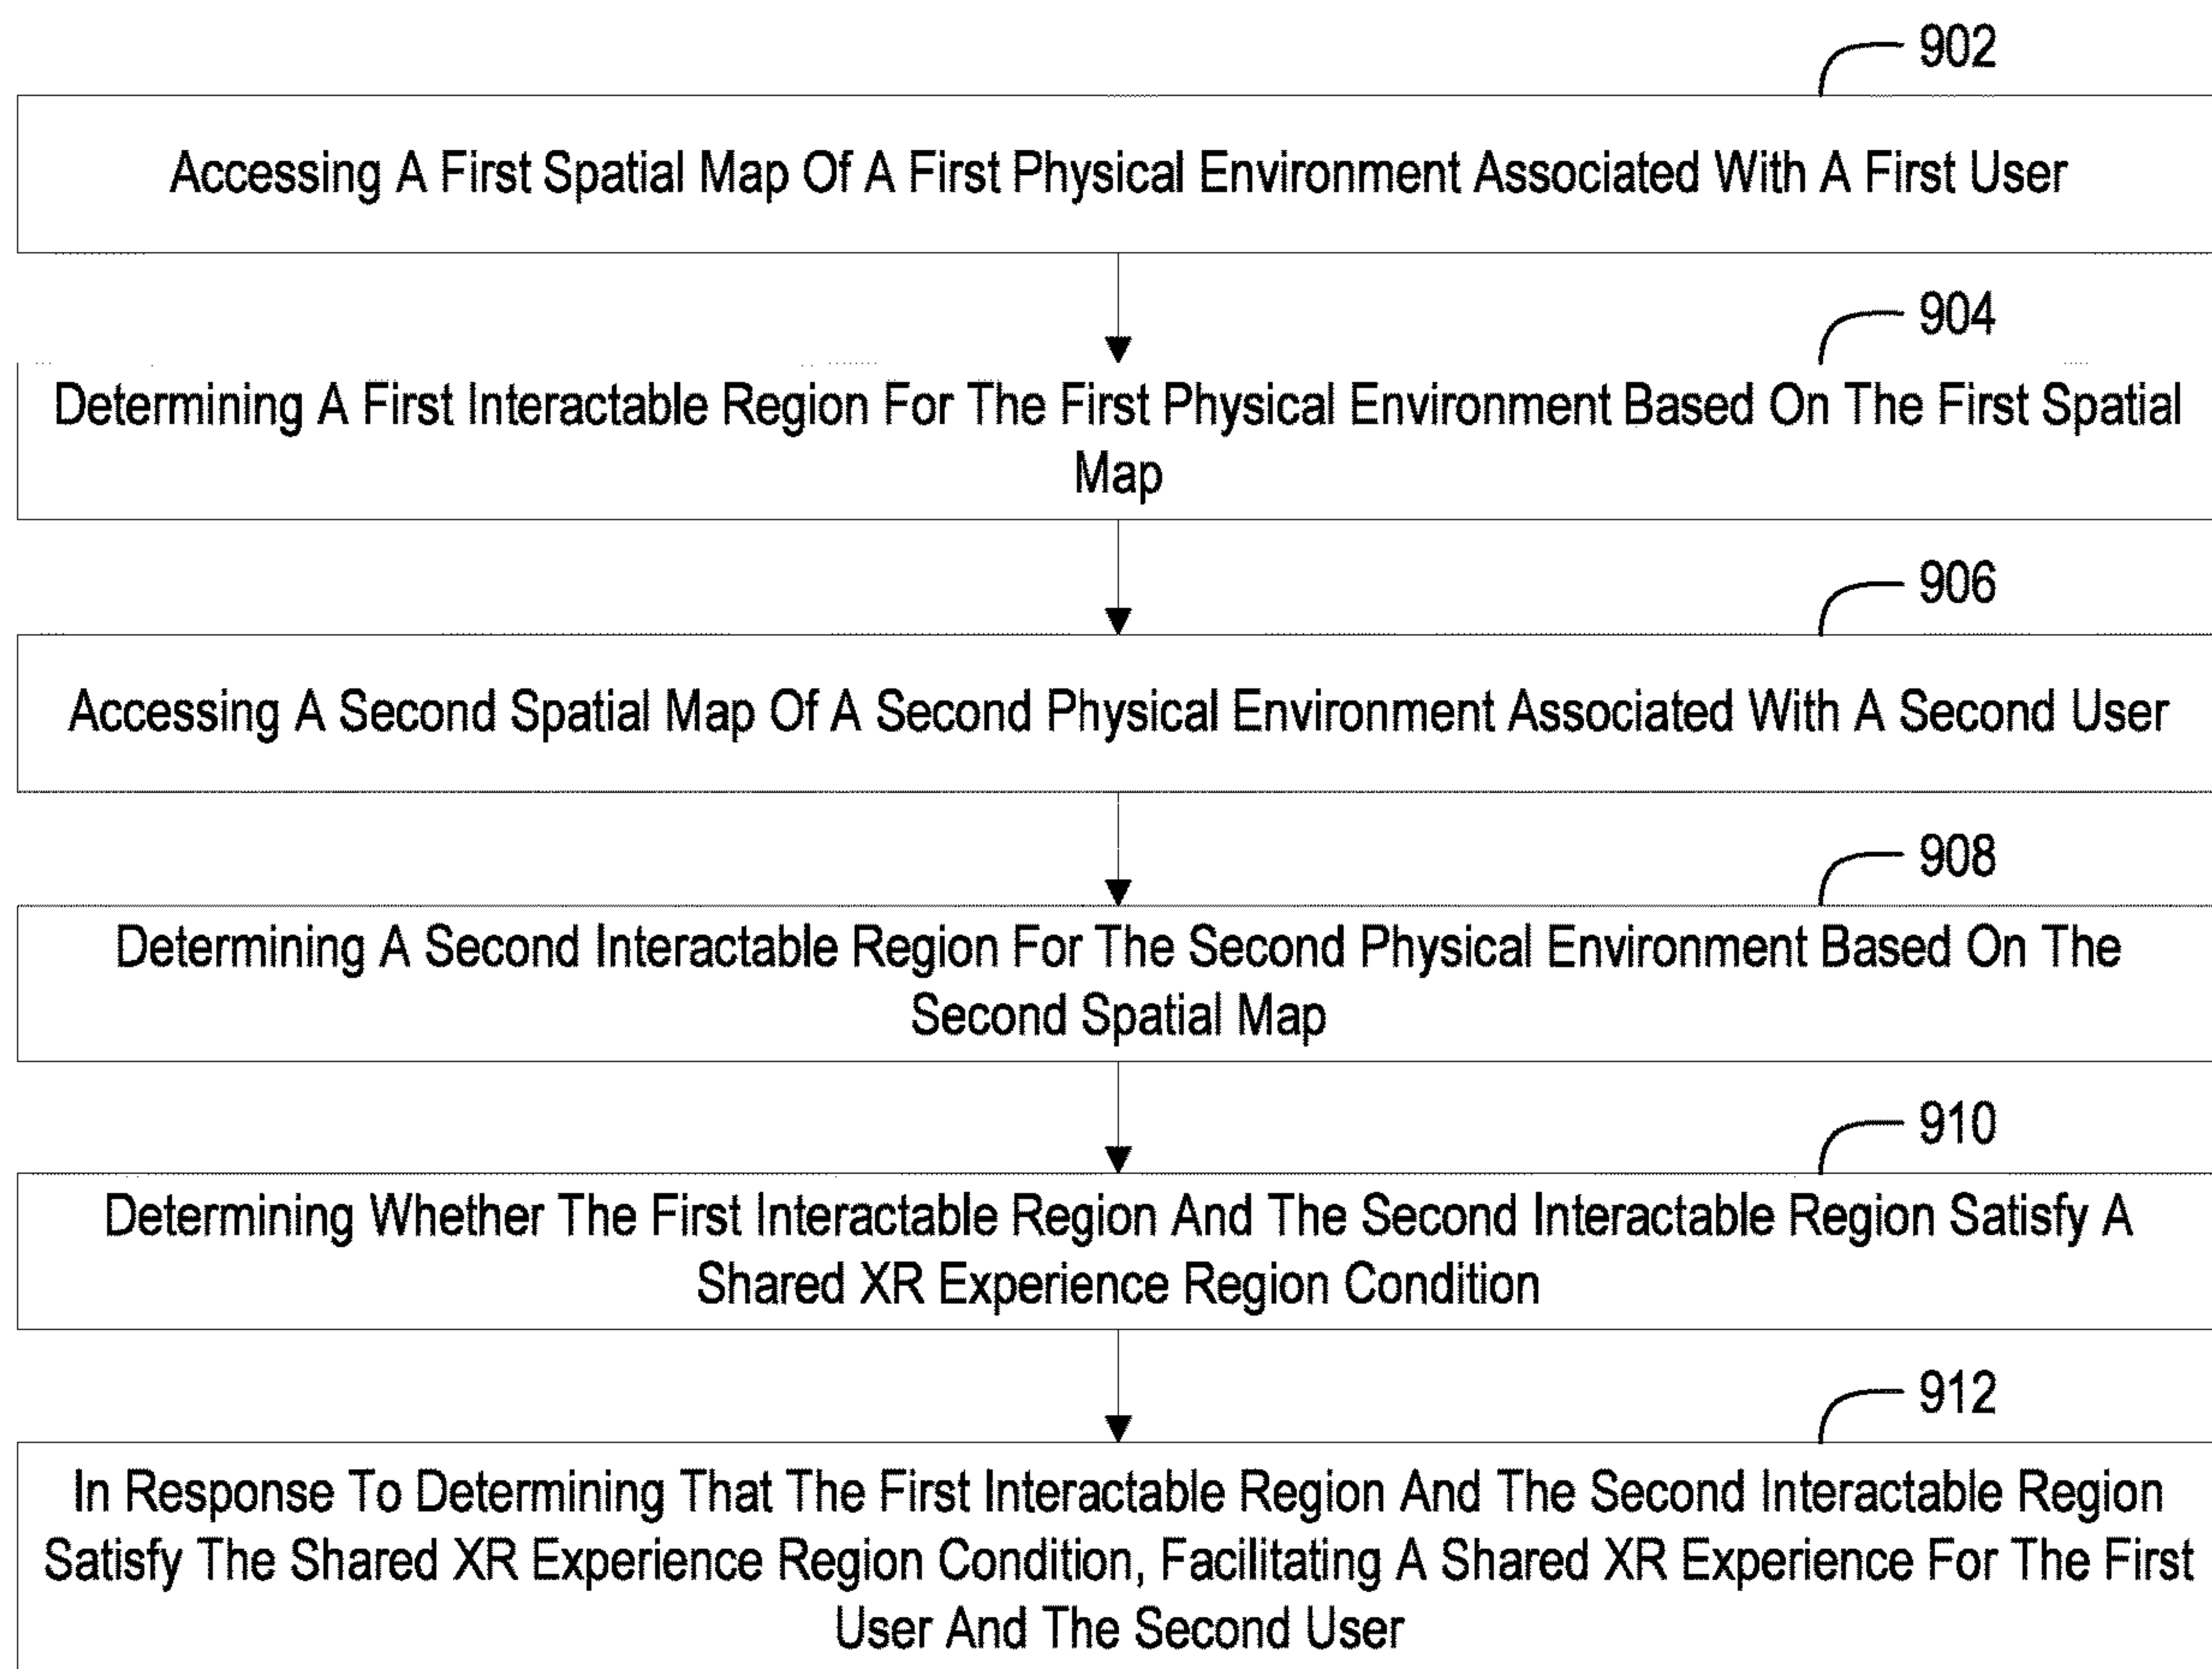 902
Accessing A First Spatial Map Of A First Physical Environment Associated With A First User
904
Determining A First Interactable Region For The First Physical Environment Based On The First Spatial
Map
906
Accessing A Second Spatial Map Of A Second Physical Environment Associated With A Second User
908
Determining A Second Interactable Region For The Second Physical Environment Based On The
Second Spatial Map
910
Determining Whether The First Interactable Region And The Second Interactable Region Satisfy A
Shared XR Experience Region Condition
912
In Response To Determining That The First Interactable Region And The Second Interactable Region
Satisfy The Shared XR Experience Region Condition, Facilitating A Shared XR Experience For The First
User And The Second User